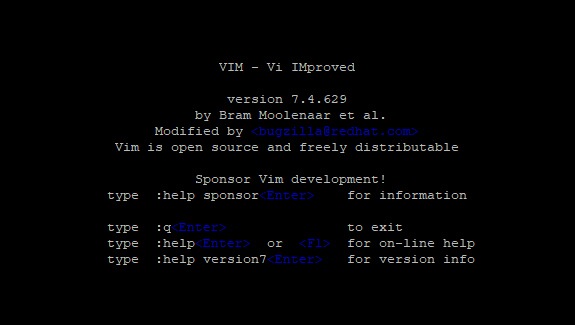 VIM - Vi IMproved
version 7.4.629
by Bram Moolenaar et al.
Modified by <bugzilla@redhat.com>
Vim is open source and freely distributable
Sponsor Vim development!
type  :help sponsor<Enter>    for information
type  :q<Enter>               to exit
type  :help<Enter>  or  <F1>  for on-line help
type  :help version7<Enter>   for version info